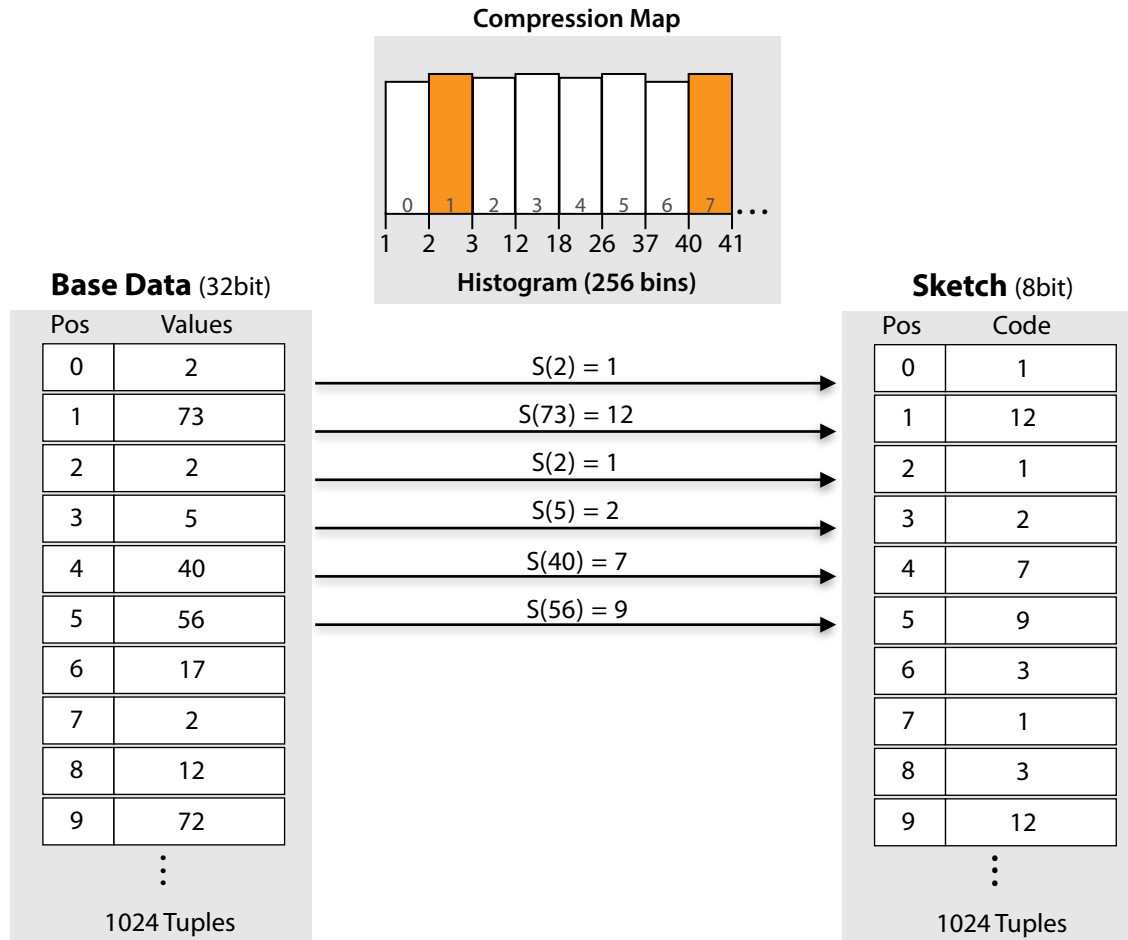 Compression Map
0 1 2 3 4 5 6 7 ...
1 2 3 12 18 26 37 40 41
Histogram (256 bins)
Base Data (32bit)
Pos Values
0 2
1 73
2 2
3 5
4 40
5 56
6 17
7 2
8 12
9 72
⋮
1024 Tuples
S(2) = 1
S(73) = 12
S(2) = 1
S(5) = 2
S(40) = 7
S(56) = 9
Sketch (8bit)
Pos Code
0 1
1 12
2 1
3 2
4 7
5 9
6 3
7 1
8 3
9 12
⋮
1024 Tuples